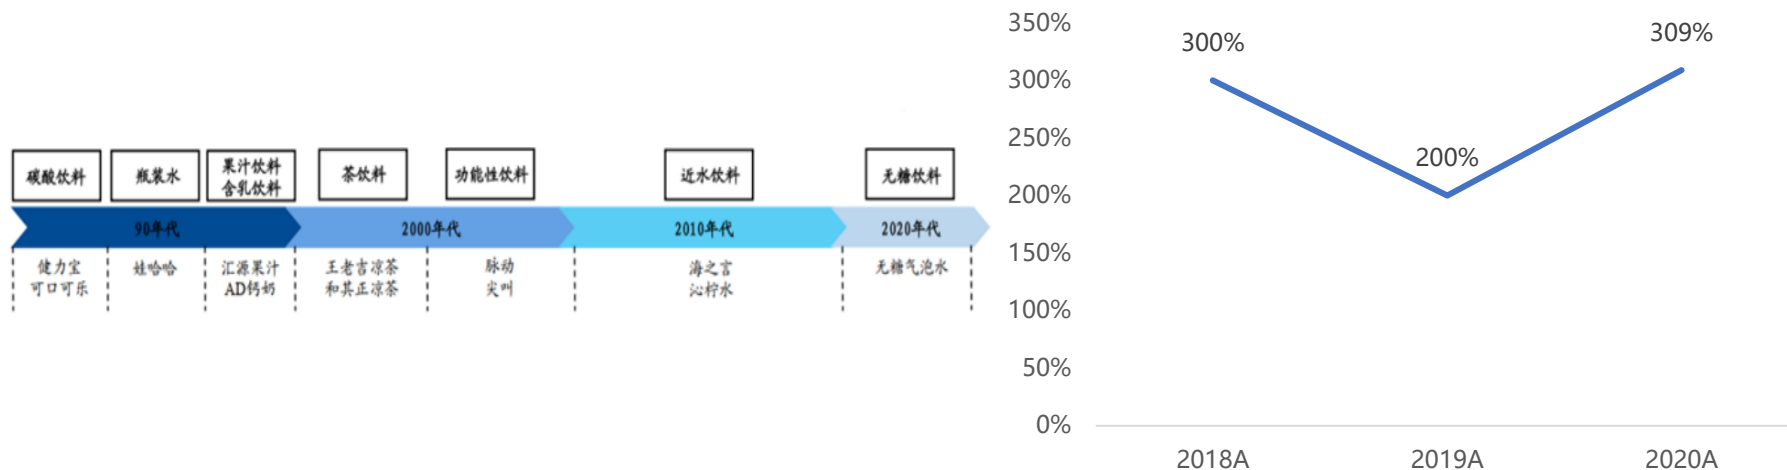 碳酸饮料
瓶装水
果汁饮料
含乳饮料
茶饮料
功能性饮料
近水饮料
无糖饮料
90年代
2000年代
2010年代
2020年代
健力宝
可口可乐
娃哈哈
汇源果汁
AD钙奶
王老吉凉茶
和其正凉茶
脉动
尖叫
海之言
沁柠水
无糖气泡水
350%
300%
250%
200%
150%
100%
50%
0%
300%
200%
309%
2018A
2019A
2020A